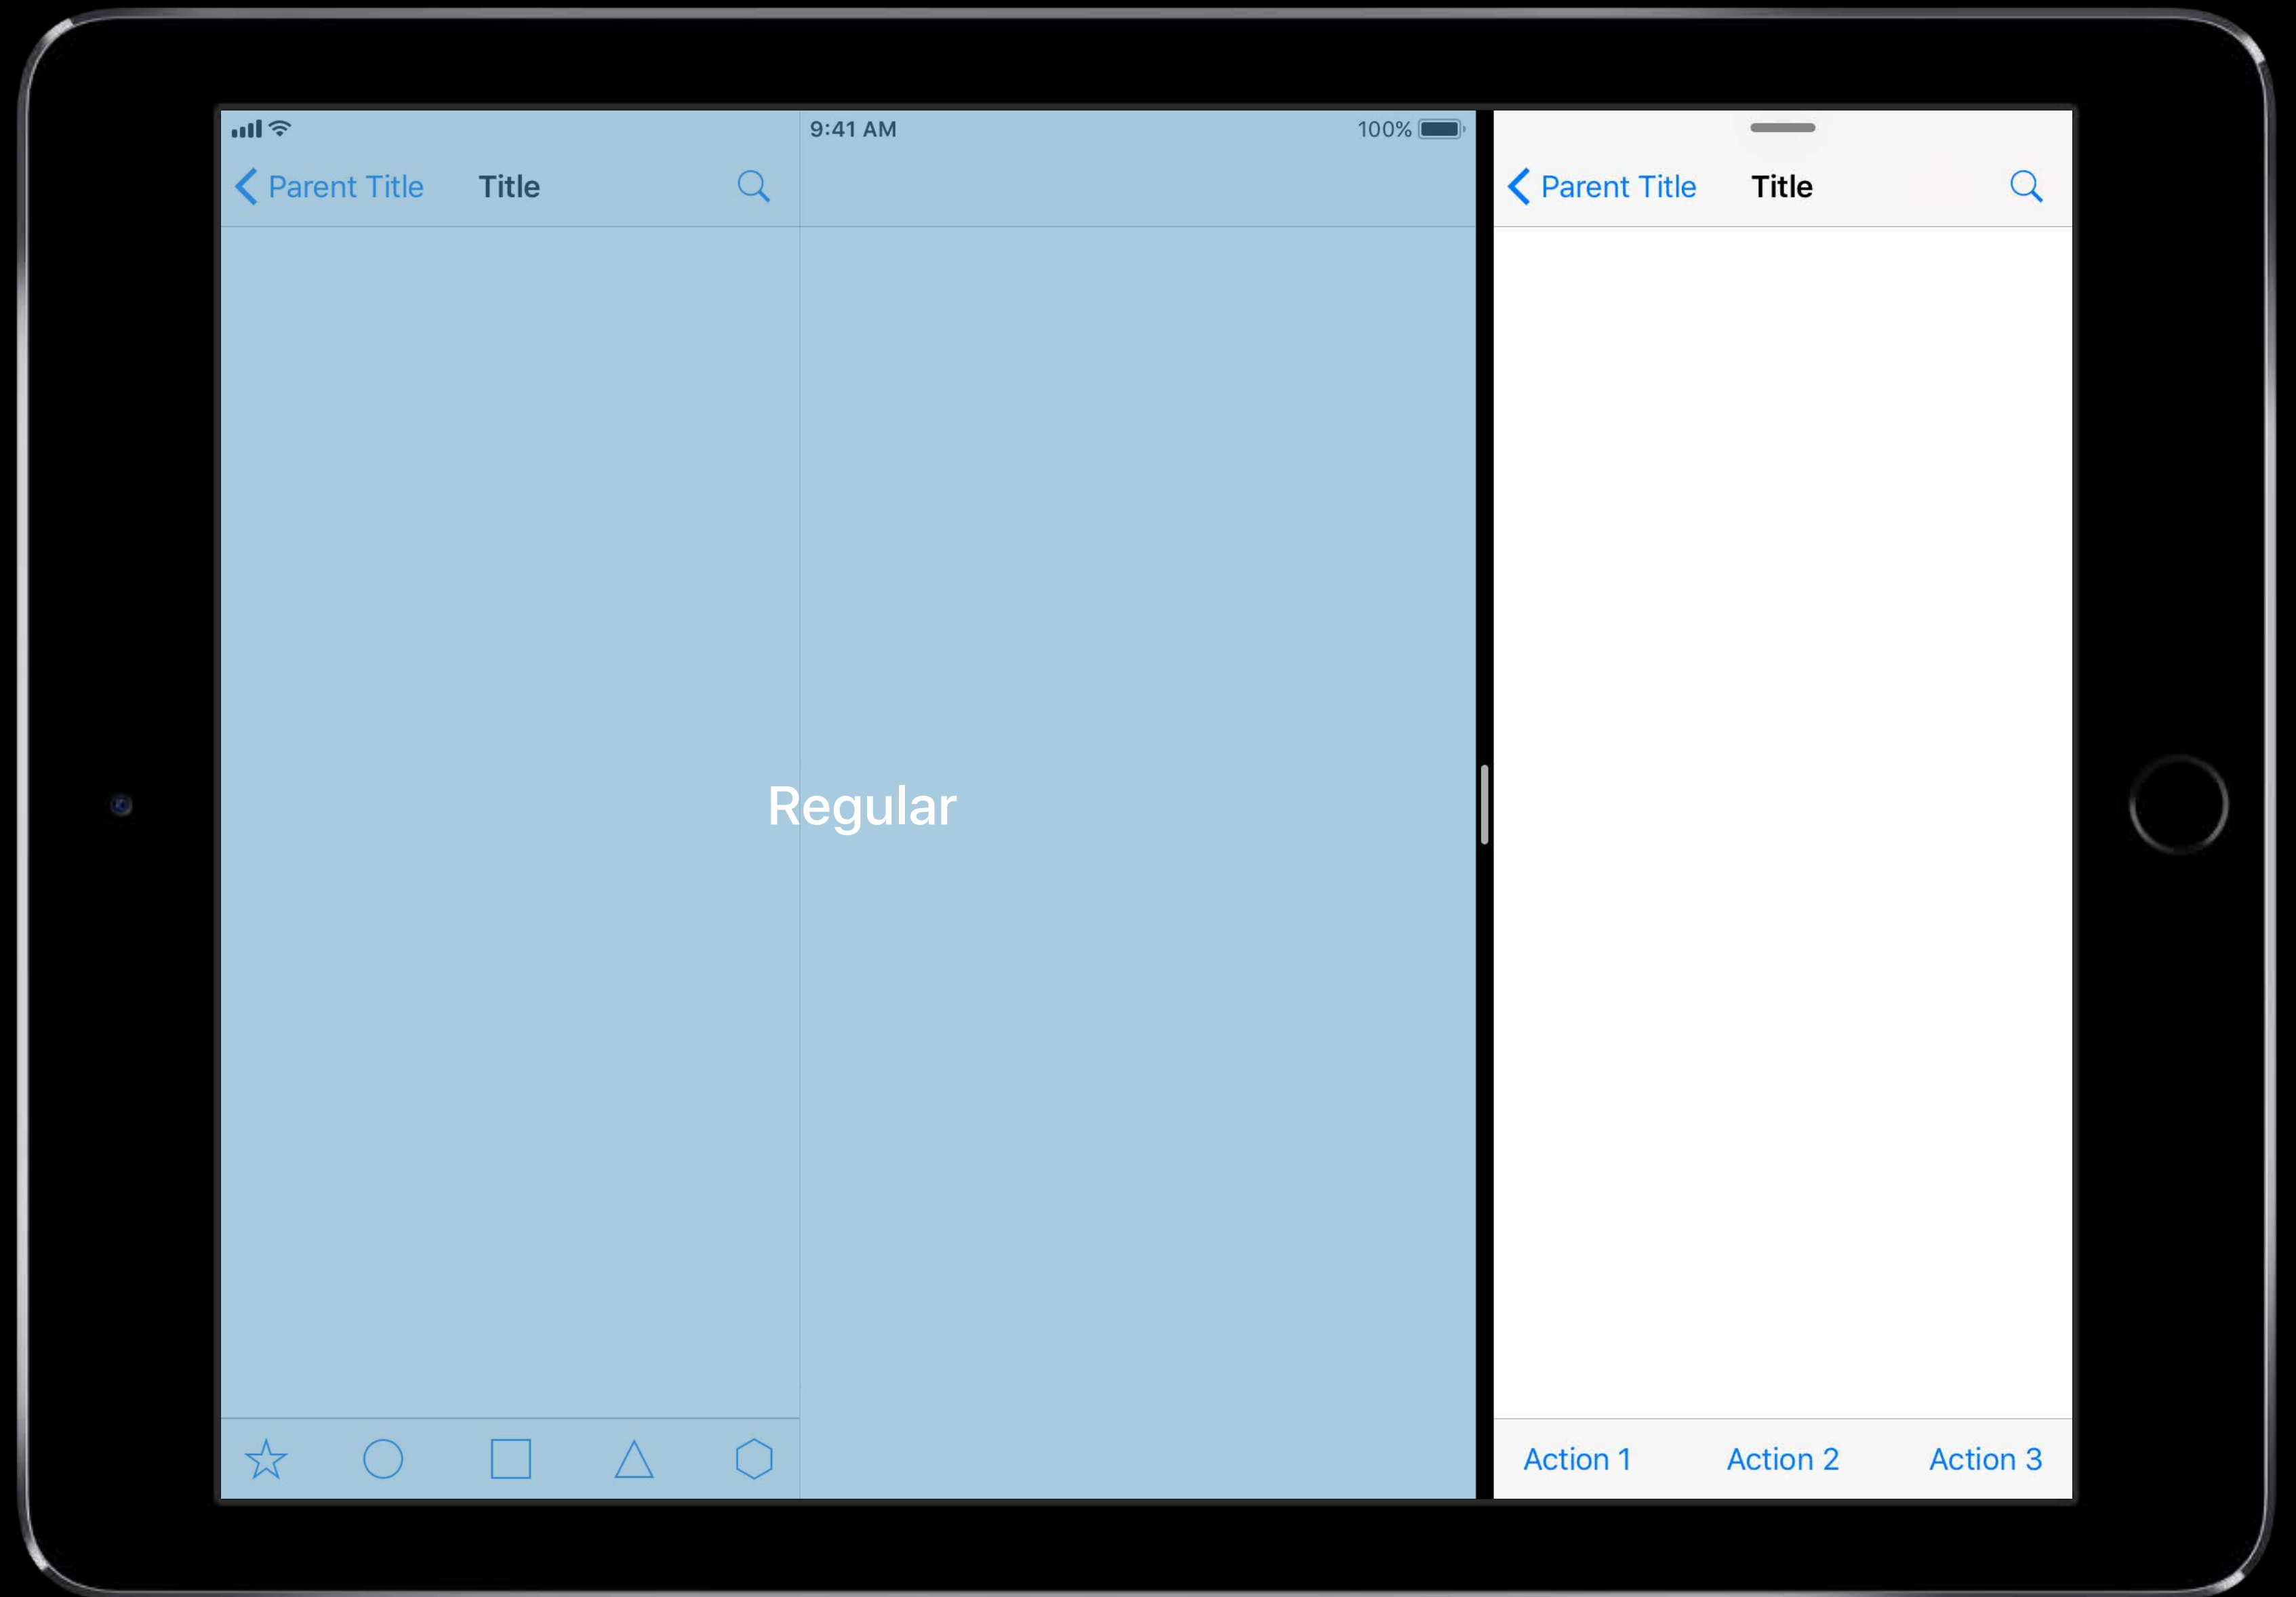 9:41 AM 100%
Parent Title Title
Parent Title Title
Regular
Action 1 Action 2 Action 3